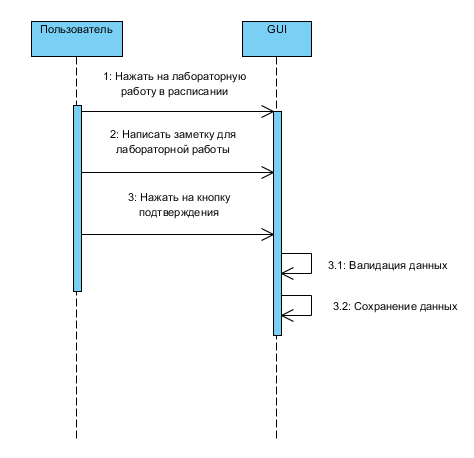 Пользователь
GUI
1: Нажать на лабораторную
работу в расписании
2: Написать заметку для
лабораторной работы
3: Нажать на кнопку
подтверждения
3.1: Валидация данных
3.2: Сохранение данных